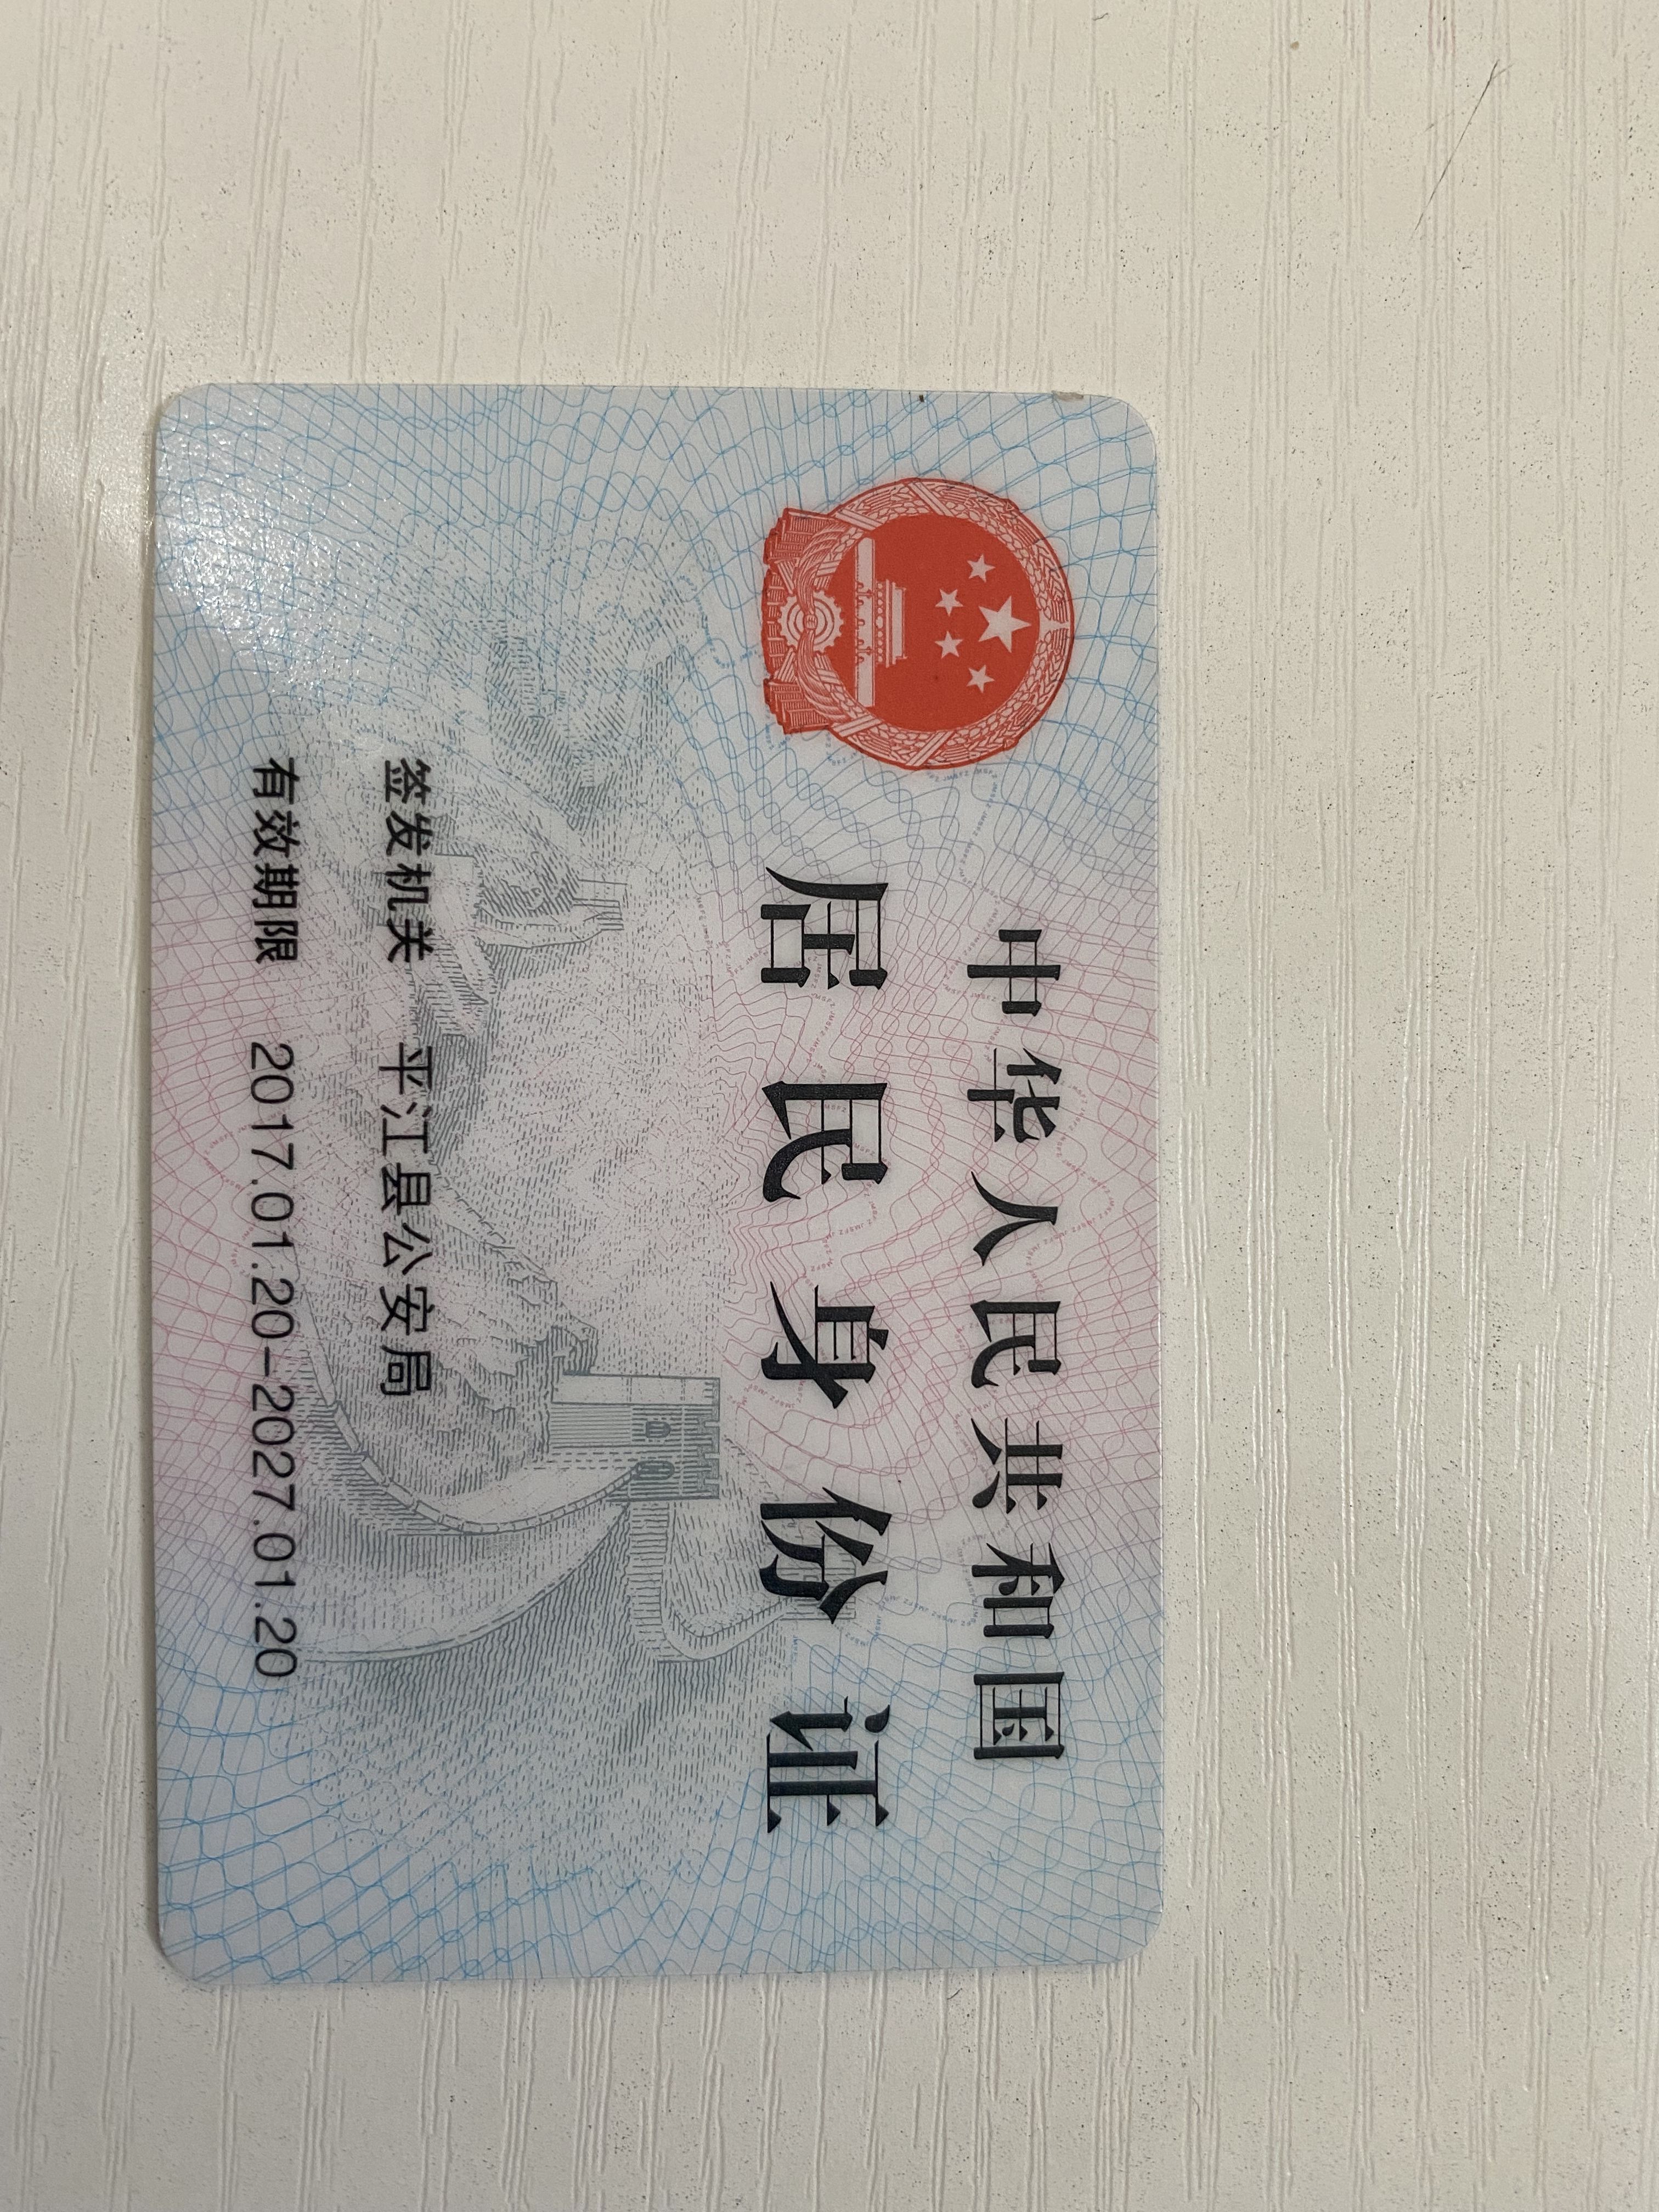 中华人民共和国
居民身份证
签发机关 平江县公安局
有效期限 2017.01.20-2027.01.20